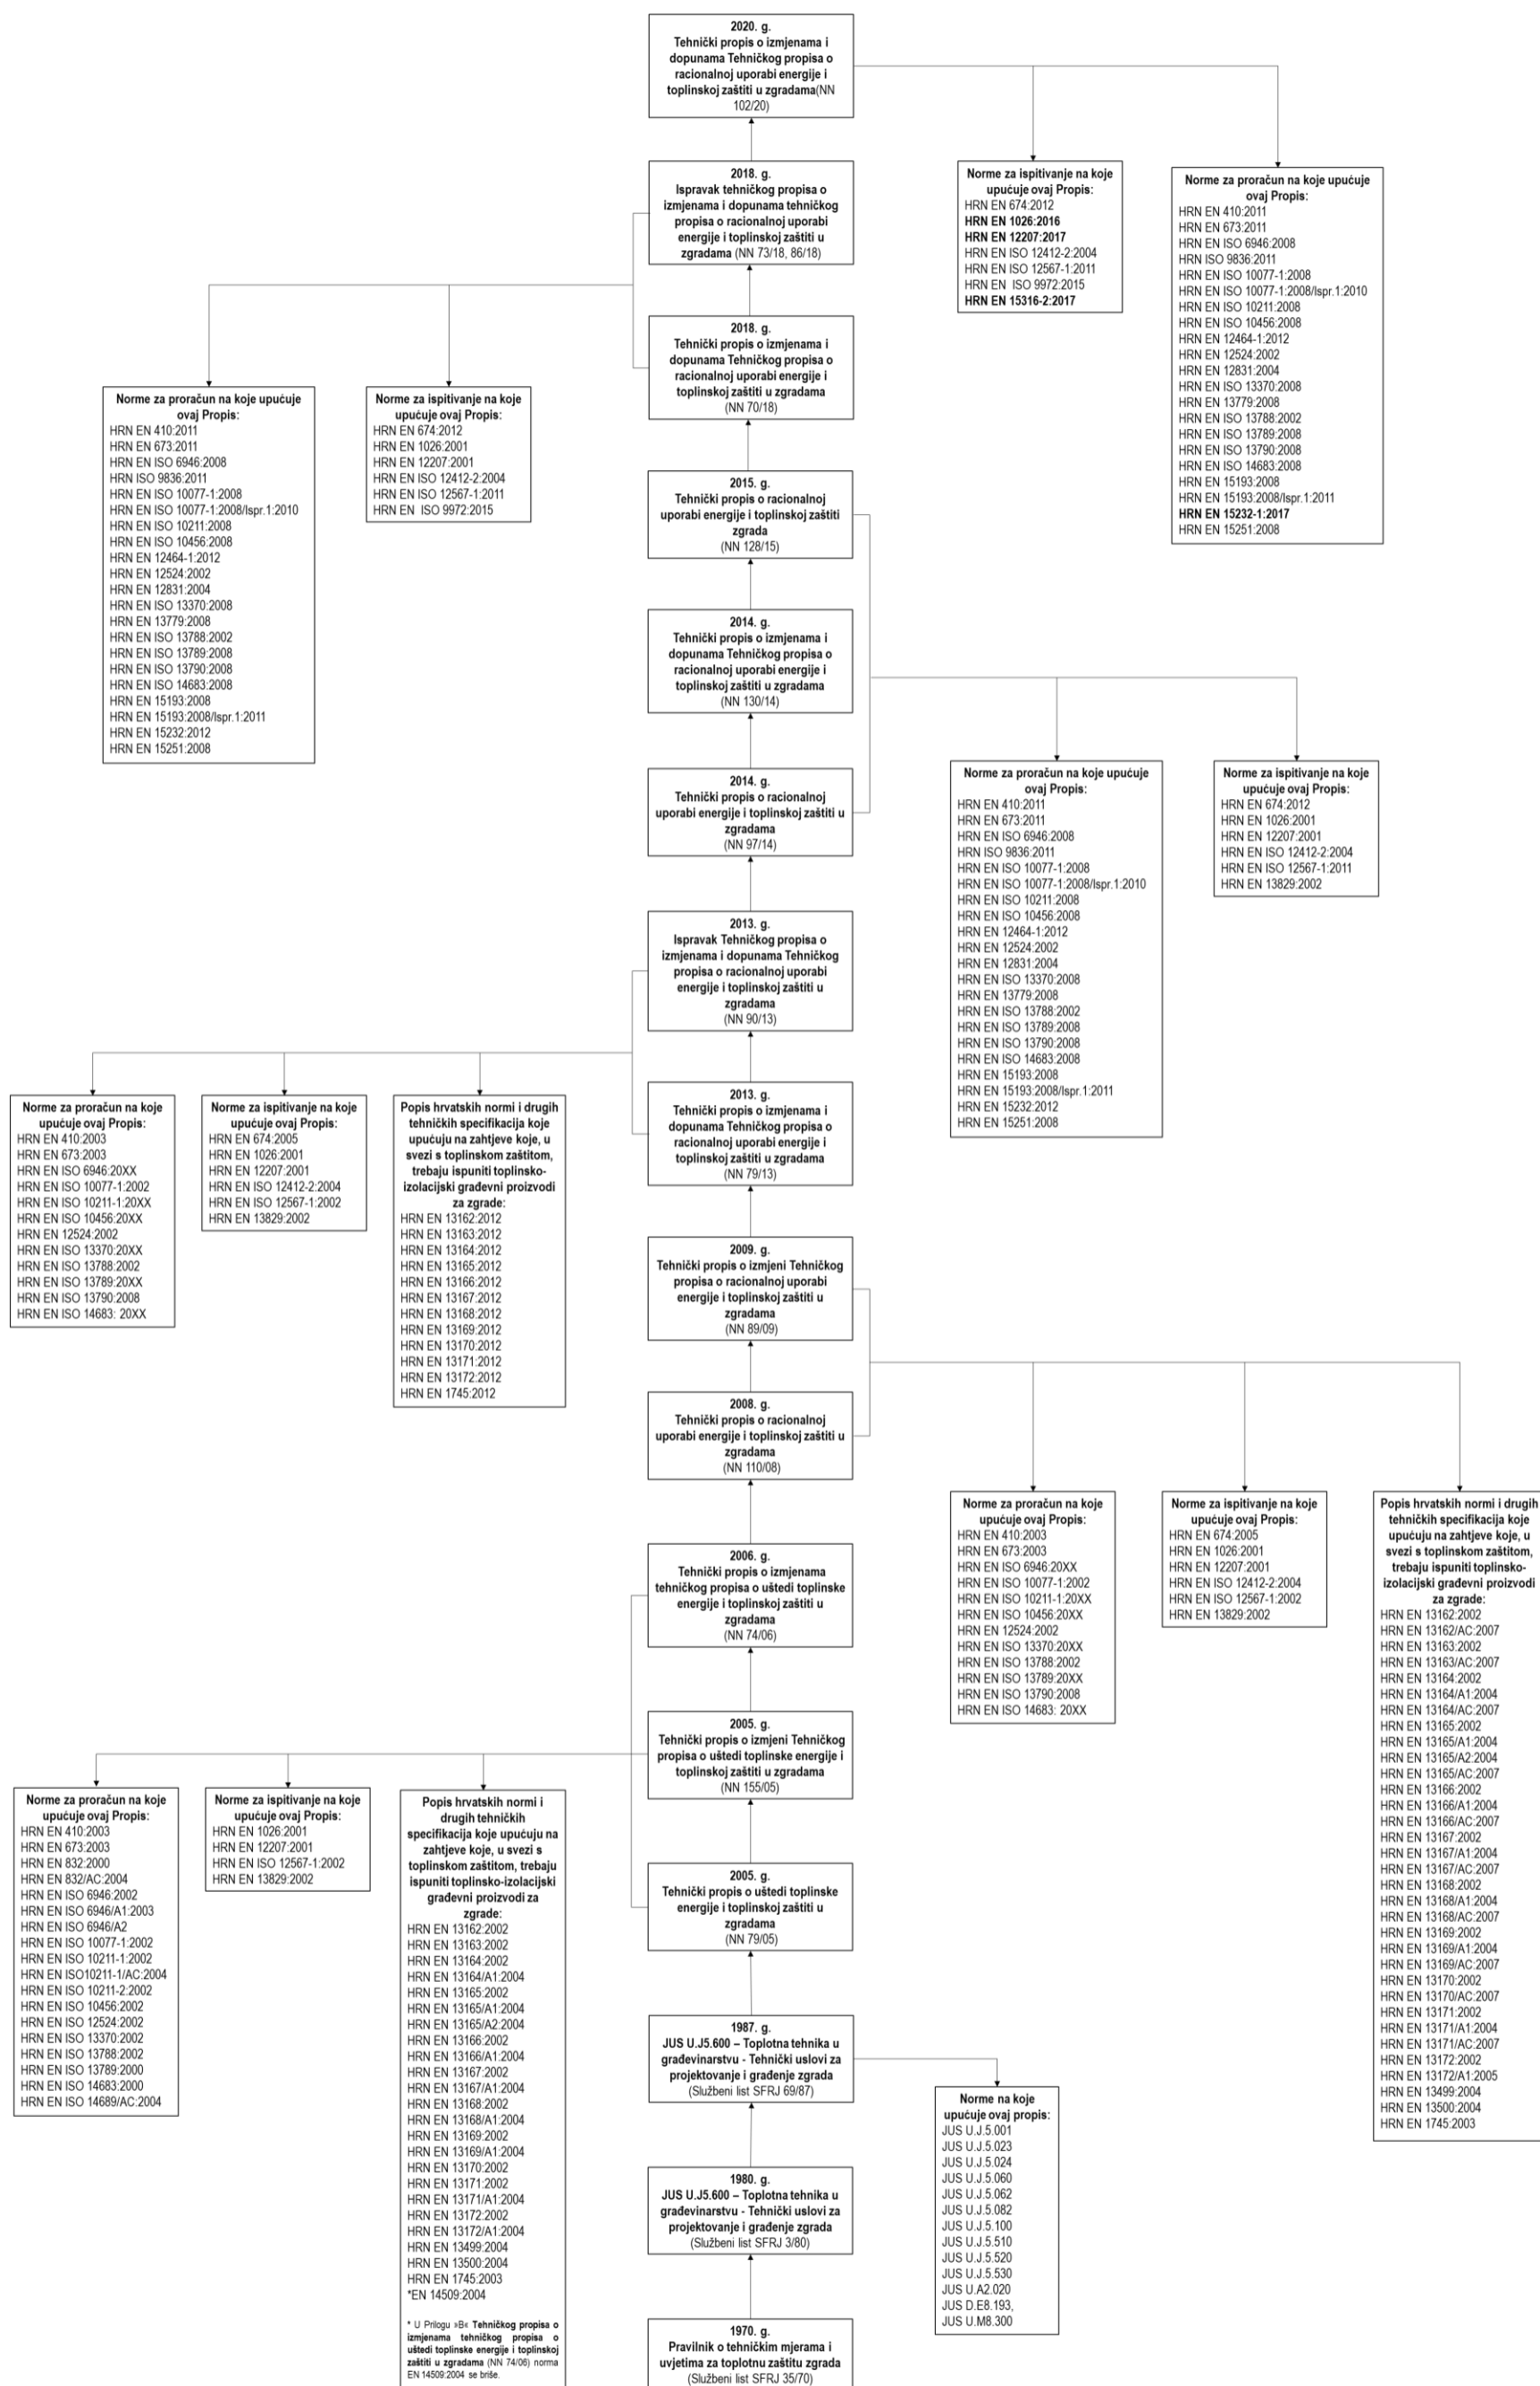 2020. g.
Tehnički propis o izmjenama i
dopunama Tehničkog propisa o
racionalnoj uporabi energije i
toplinskoj zaštiti u zgradama(NN
102/20)
2018. g.
Ispravak tehničkog propisa o
izmjenama i dopunama tehničkog
propisa o racionalnoj uporabi
energije i toplinskoj zaštiti u
zgradama (NN 73/18, 86/18)
Norme za ispitivanje na koje
upućuje ovaj Propis:
HRN EN 674:2012
HRN EN 1026:2016
HRN EN 12207:2017
HRN EN ISO 12412-2:2004
HRN EN ISO 12567-1:2011
HRN EN  ISO 9972:2015
HRN EN 15316-2:2017
Norme za proračun na koje upućuje
ovaj Propis:
HRN EN 410:2011
HRN EN 673:2011
HRN EN ISO 6946:2008
HRN ISO 9836:2011
HRN EN ISO 10077-1:2008
HRN EN ISO 10077-1:2008/Ispr.1:2010
HRN EN ISO 10211:2008
HRN EN ISO 10456:2008
HRN EN 12464-1:2012
HRN EN 12524:2002
HRN EN 12831:2004
HRN EN ISO 13370:2008
HRN EN 13779:2008
HRN EN ISO 13788:2002
HRN EN ISO 13789:2008
HRN EN ISO 13790:2008
HRN EN ISO 14683:2008
HRN EN 15193:2008
HRN EN 15193:2008/Ispr.1:2011
HRN EN 15232-1:2017
HRN EN 15251:2008
2018. g.
Tehnički propis o izmjenama i
dopunama Tehničkog propisa o
racionalnoj uporabi energije i
toplinskoj zaštiti u zgradama
(NN 70/18)
Norme za proračun na koje upućuje
ovaj Propis:
HRN EN 410:2011
HRN EN 673:2011
HRN EN ISO 6946:2008
HRN ISO 9836:2011
HRN EN ISO 10077-1:2008
HRN EN ISO 10077-1:2008/Ispr.1:2010
HRN EN ISO 10211:2008
HRN EN ISO 10456:2008
HRN EN 12464-1:2012
HRN EN 12524:2002
HRN EN 12831:2004
HRN EN ISO 13370:2008
HRN EN 13779:2008
HRN EN ISO 13788:2002
HRN EN ISO 13789:2008
HRN EN ISO 13790:2008
HRN EN ISO 14683:2008
HRN EN 15193:2008
HRN EN 15193:2008/Ispr.1:2011
HRN EN 15232:2012
HRN EN 15251:2008
Norme za ispitivanje na koje
upućuje ovaj Propis:
HRN EN 674:2012
HRN EN 1026:2001
HRN EN 12207:2001
HRN EN ISO 12412-2:2004
HRN EN ISO 12567-1:2011
HRN EN  ISO 9972:2015
2015. g.
Tehnički propis o racionalnoj
uporabi energije i toplinskoj zaštiti
zgrada
(NN 128/15)
2014. g.
Tehnički propis o izmjenama i
dopunama Tehničkog propisa o
racionalnoj uporabi energije i
toplinskoj zaštiti u zgradama
(NN 130/14)
2014. g.
Tehnički propis o racionalnoj
uporabi energije i toplinskoj zaštiti u
zgradama
(NN 97/14)
Norme za proračun na koje upućuje
ovaj Propis:
HRN EN 410:2011
HRN EN 673:2011
HRN EN ISO 6946:2008
HRN ISO 9836:2011
HRN EN ISO 10077-1:2008
HRN EN ISO 10077-1:2008/Ispr.1:2010
HRN EN ISO 10211:2008
HRN EN ISO 10456:2008
HRN EN 12464-1:2012
HRN EN 12524:2002
HRN EN 12831:2004
HRN EN ISO 13370:2008
HRN EN 13779:2008
HRN EN ISO 13788:2002
HRN EN ISO 13789:2008
HRN EN ISO 13790:2008
HRN EN ISO 14683:2008
HRN EN 15193:2008
HRN EN 15193:2008/Ispr.1:2011
HRN EN 15232:2012
HRN EN 15251:2008
Norme za ispitivanje na koje
upućuje ovaj Propis:
HRN EN 674:2012
HRN EN 1026:2001
HRN EN 12207:2001
HRN EN ISO 12412-2:2004
HRN EN ISO 12567-1:2011
HRN EN 13829:2002
2013. g.
Ispravak Tehničkog propisa o
izmjenama i dopunama Tehničkog
propisa o racionalnoj uporabi
energije i toplinskoj zaštiti u
zgradama
(NN 90/13)
2013. g.
Tehnički propis o izmjenama i
dopunama Tehničkog propisa o
racionalnoj uporabi energije i
toplinskoj zaštiti u zgradama
(NN 79/13)
Norme za proračun na koje
upućuje ovaj Propis:
HRN EN 410:2003
HRN EN 673:2003
HRN EN ISO 6946:20XX
HRN EN ISO 10077-1:2002
HRN EN ISO 10211-1:20XX
HRN EN ISO 10456:20XX
HRN EN 12524:2002
HRN EN ISO 13370:20XX
HRN EN ISO 13788:2002
HRN EN ISO 13789:20XX
HRN EN ISO 13790:2008
HRN EN ISO 14683: 20XX
Norme za ispitivanje na koje
upućuje ovaj Propis:
HRN EN 674:2005
HRN EN 1026:2001
HRN EN 12207:2001
HRN EN ISO 12412-2:2004
HRN EN ISO 12567-1:2002
HRN EN 13829:2002
Popis hrvatskih normi i drugih
tehničkih specifikacija koje
upućuju na zahtjeve koje, u
svezi s toplinskom zaštitom,
trebaju ispuniti toplinsko-
izolacijski građevni proizvodi
za zgrade:
HRN EN 13162:2012
HRN EN 13163:2012
HRN EN 13164:2012
HRN EN 13165:2012
HRN EN 13166:2012
HRN EN 13167:2012
HRN EN 13168:2012
HRN EN 13169:2012
HRN EN 13170:2012
HRN EN 13171:2012
HRN EN 13172:2012
HRN EN 1745:2012
2009. g.
Tehnički propis o izmjeni Tehničkog
propisa o racionalnoj uporabi
energije i toplinskoj zaštiti u
zgradama
(NN 89/09)
2008. g.
Tehnički propis o racionalnoj
uporabi energije i toplinskoj zaštiti u
zgradama
(NN 110/08)
Norme za proračun na koje
upućuje ovaj Propis:
HRN EN 410:2003
HRN EN 673:2003
HRN EN ISO 6946:20XX
HRN EN ISO 10077-1:2002
HRN EN ISO 10211-1:20XX
HRN EN ISO 10456:20XX
HRN EN 12524:2002
HRN EN ISO 13370:20XX
HRN EN ISO 13788:2002
HRN EN ISO 13789:20XX
HRN EN ISO 13790:2008
HRN EN ISO 14683: 20XX
Norme za ispitivanje na koje
upućuje ovaj Propis:
HRN EN 674:2005
HRN EN 1026:2001
HRN EN 12207:2001
HRN EN ISO 12412-2:2004
HRN EN ISO 12567-1:2002
HRN EN 13829:2002
Popis hrvatskih normi i drugih
tehničkih specifikacija koje
upućuju na zahtjeve koje, u
svezi s toplinskom zaštitom,
trebaju ispuniti toplinsko-
izolacijski građevni proizvodi
za zgrade:
HRN EN 13162:2002
HRN EN 13162/AC:2007
HRN EN 13163:2002
HRN EN 13163/AC:2007
HRN EN 13164:2002
HRN EN 13164/A1:2004
HRN EN 13164/AC:2007
HRN EN 13165:2002
HRN EN 13165/A1:2004
HRN EN 13165/A2:2004
HRN EN 13165/AC:2007
HRN EN 13166:2002
HRN EN 13166/A1:2004
HRN EN 13166/AC:2007
HRN EN 13167:2002
HRN EN 13167/A1:2004
HRN EN 13167/AC:2007
HRN EN 13168:2002
HRN EN 13168/A1:2004
HRN EN 13168/AC:2007
HRN EN 13169:2002
HRN EN 13169/A1:2004
HRN EN 13169/AC:2007
HRN EN 13170:2002
HRN EN 13170/AC:2007
HRN EN 13171:2002
HRN EN 13171/A1:2004
HRN EN 13171/AC:2007
HRN EN 13172:2002
HRN EN 13172/A1:2005
HRN EN 13499:2004
HRN EN 13500:2004
HRN EN 1745:2003
2006. g.
Tehnički propis o izmjenama
tehničkog propisa o uštedi toplinske
energije i toplinskoj zaštiti u
zgradama
(NN 74/06)
2005. g.
Tehnički propis o izmjeni Tehničkog
propisa o uštedi toplinske energije i
toplinskoj zaštiti u zgradama
(NN 155/05)
2005. g.
Tehnički propis o uštedi toplinske
energije i toplinskoj zaštiti u
zgradama
(NN 79/05)
Norme za proračun na koje
upućuje ovaj Propis:
HRN EN 410:2003
HRN EN 673:2003
HRN EN 832:2000
HRN EN 832/AC:2004
HRN EN ISO 6946:2002
HRN EN ISO 6946/A1:2003
HRN EN ISO 6946/A2
HRN EN ISO 10077-1:2002
HRN EN ISO 10211-1:2002
HRN EN ISO10211-1/AC:2004
HRN EN ISO 10211-2:2002
HRN EN ISO 10456:2002
HRN EN ISO 12524:2002
HRN EN ISO 13370:2002
HRN EN ISO 13788:2002
HRN EN ISO 13789:2000
HRN EN ISO 14683:2000
HRN EN ISO 14689/AC:2004
Norme za ispitivanje na koje
upućuje ovaj Propis:
HRN EN 1026:2001
HRN EN 12207:2001
HRN EN ISO 12567-1:2002
HRN EN 13829:2002
Popis hrvatskih normi i
drugih tehničkih
specifikacija koje upućuju na
zahtjeve koje, u svezi s
toplinskom zaštitom, trebaju
ispuniti toplinsko-izolacijski
građevni proizvodi za
zgrade:
HRN EN 13162:2002
HRN EN 13163:2002
HRN EN 13164:2002
HRN EN 13164/A1:2004
HRN EN 13165:2002
HRN EN 13165/A1:2004
HRN EN 13165/A2:2004
HRN EN 13166:2002
HRN EN 13166/A1:2004
HRN EN 13167:2002
HRN EN 13167/A1:2004
HRN EN 13168:2002
HRN EN 13168/A1:2004
HRN EN 13169:2002
HRN EN 13169/A1:2004
HRN EN 13170:2002
HRN EN 13171:2002
HRN EN 13171/A1:2004
HRN EN 13172:2002
HRN EN 13172/A1:2004
HRN EN 13499:2004
HRN EN 13500:2004
HRN EN 1745:2003
*EN 14509:2004
* U Prilogu »B« Tehničkog propisa o
izmjenama tehničkog propisa o
uštedi toplinske energije i toplinskoj
zaštiti u zgradama (NN 74/06) norma
EN 14509:2004 se briše.
1987. g.
JUS U.J5.600 – Toplotna tehnika u
građevinarstvu - Tehnički uslovi za
projektovanje i građenje zgrada
(Službeni list SFRJ 69/87)
Norme na koje
upućuje ovaj propis:
JUS U.J.5.001
JUS U.J.5.023
JUS U.J.5.024
JUS U.J.5.060
JUS U.J.5.062
JUS U.J.5.082
JUS U.J.5.100
JUS U.J.5.510
JUS U.J.5.520
JUS U.J.5.530
JUS U.A2.020
JUS D.E8.193,
JUS U.M8.300
1980. g.
JUS U.J5.600 – Toplotna tehnika u
građevinarstvu - Tehnički uslovi za
projektovanje i građenje zgrada
(Službeni list SFRJ 3/80)
1970. g.
Pravilnik o tehničkim mjerama i
uvjetima za toplotnu zaštitu zgrada
(Službeni list SFRJ 35/70)